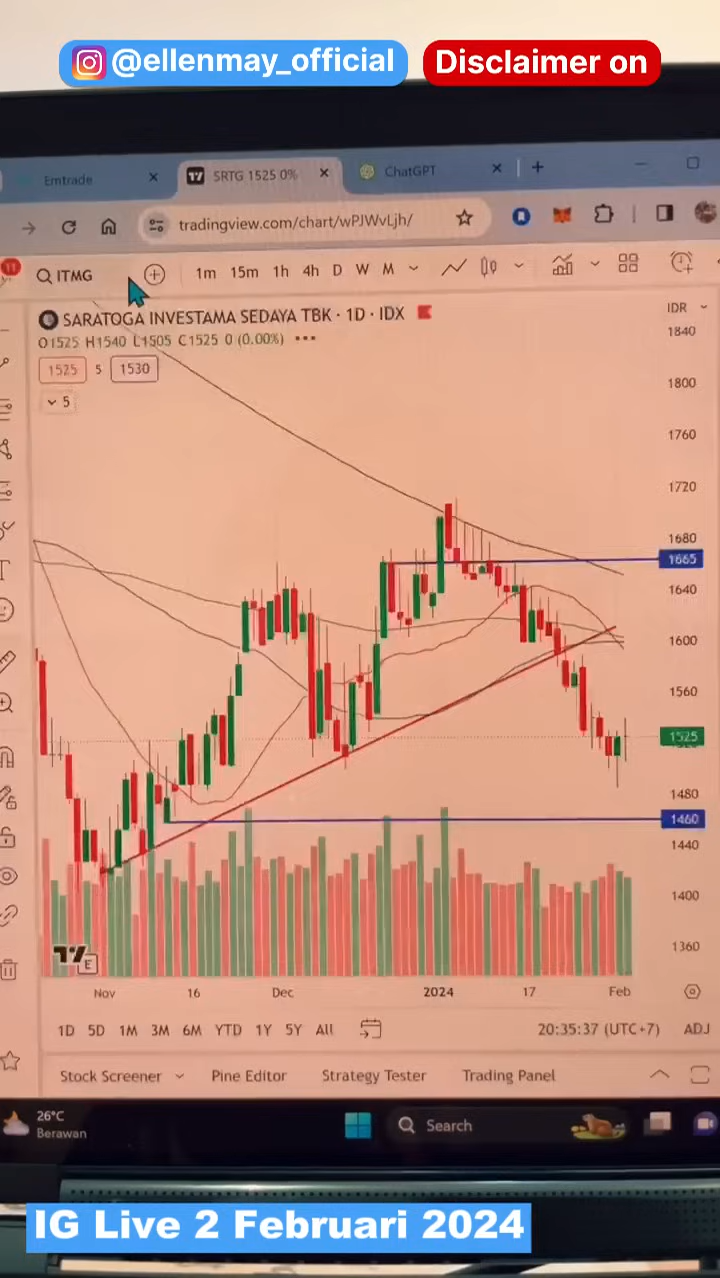 @ellenmay_official
Disclaimer on
Emtrade
SRTG 1525 0%
ChatGPT
tradingview.com/chart/wPJWvLjh/
11
ITMG
1m 15m 1h 4h D W M
SARATOGA INVESTAMA SEDAYA TBK · 1D · IDX
IDR
O1525 H1540 L1505 C1525 0 (0.00%)
1525 5 1530
5
1840
1800
1760
1720
1680
1665
1640
1600
1560
1525
1480
1460
1440
1400
1360
E
Nov 16 Dec 2024 17 Feb
1D 5D 1M 3M 6M YTD 1Y 5Y All
20:35:37 (UTC+7) ADJ
Stock Screener Pine Editor Strategy Tester Trading Panel
26°C
Berawan
Search
IG Live 2 Februari 2024